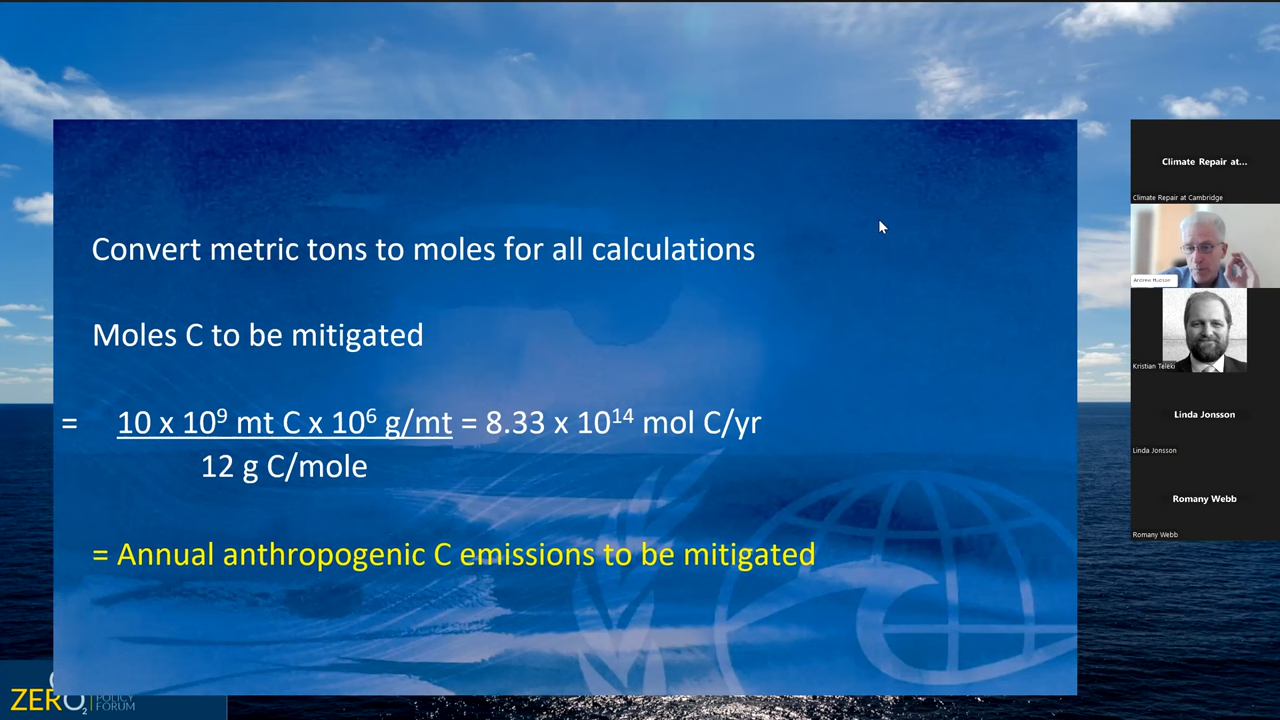 Convert metric tons to moles for all calculations
Moles C to be mitigated
= 10 x 10⁹ mt C x 10⁶ g/mt = 8.33 x 10¹⁴ mol C/yr
12 g C/mole
= Annual anthropogenic C emissions to be mitigated
Climate Repair at...
Climate Repair at Cambridge
Andrew Hudson
Kristian Teleki
Linda Jonsson
Linda Jonsson
Romany Webb
Romany Webb
ZERO₂
POLICY
FORUM